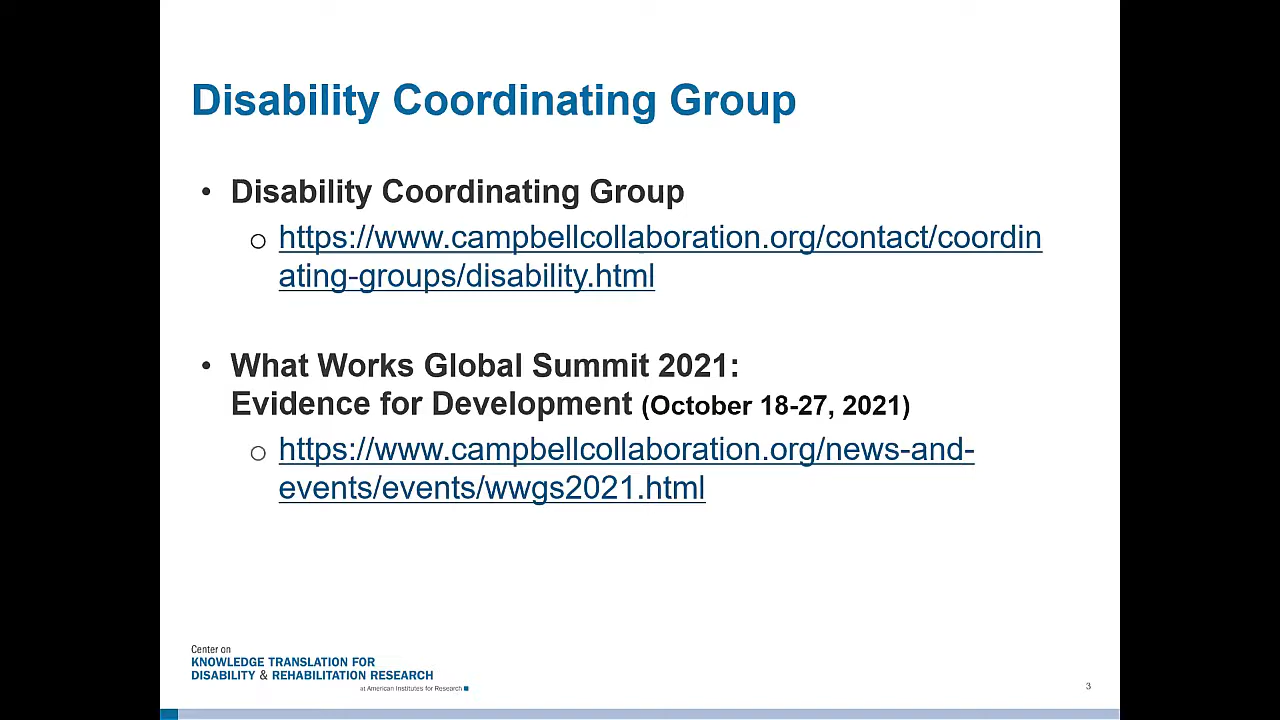 Disability Coordinating Group
• Disability Coordinating Group
o https://www.campbellcollaboration.org/contact/coordin
ating-groups/disability.html
• What Works Global Summit 2021:
Evidence for Development (October 18-27, 2021)
o https://www.campbellcollaboration.org/news-and-
events/events/wwgs2021.html
Center on
KNOWLEDGE TRANSLATION FOR
DISABILITY & REHABILITATION RESEARCH
at American Institutes for Research
3